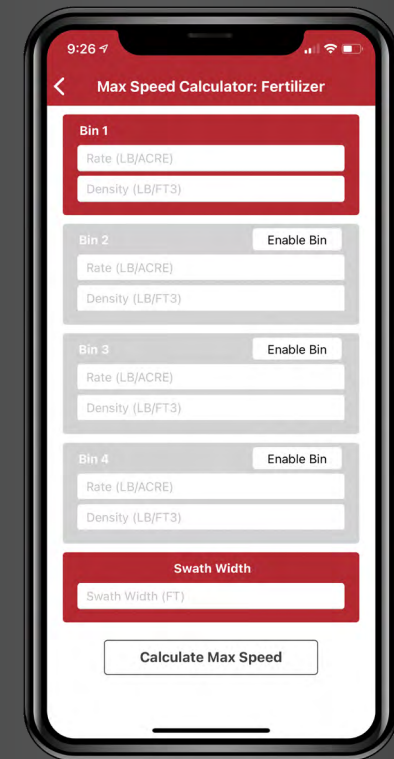 9:26
Max Speed Calculator: Fertilizer
Bin 1
Rate (LB/ACRE)
Density (LB/FT3)
Bin 2 Enable Bin
Rate (LB/ACRE)
Density (LB/FT3)
Bin 3 Enable Bin
Rate (LB/ACRE)
Density (LB/FT3)
Bin 4 Enable Bin
Rate (LB/ACRE)
Density (LB/FT3)
Swath Width
Swath Width (FT)
Calculate Max Speed